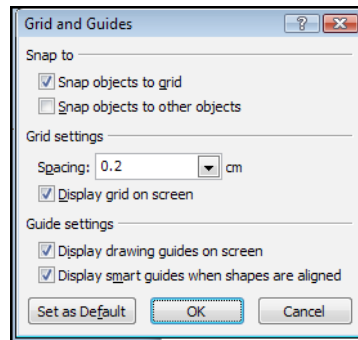 Grid and Guides
Snap to
Snap objects to grid
Snap objects to other objects
Grid settings
Spacing: 0.2 cm
Display grid on screen
Guide settings
Display drawing guides on screen
Display smart guides when shapes are aligned
Set as Default OK Cancel